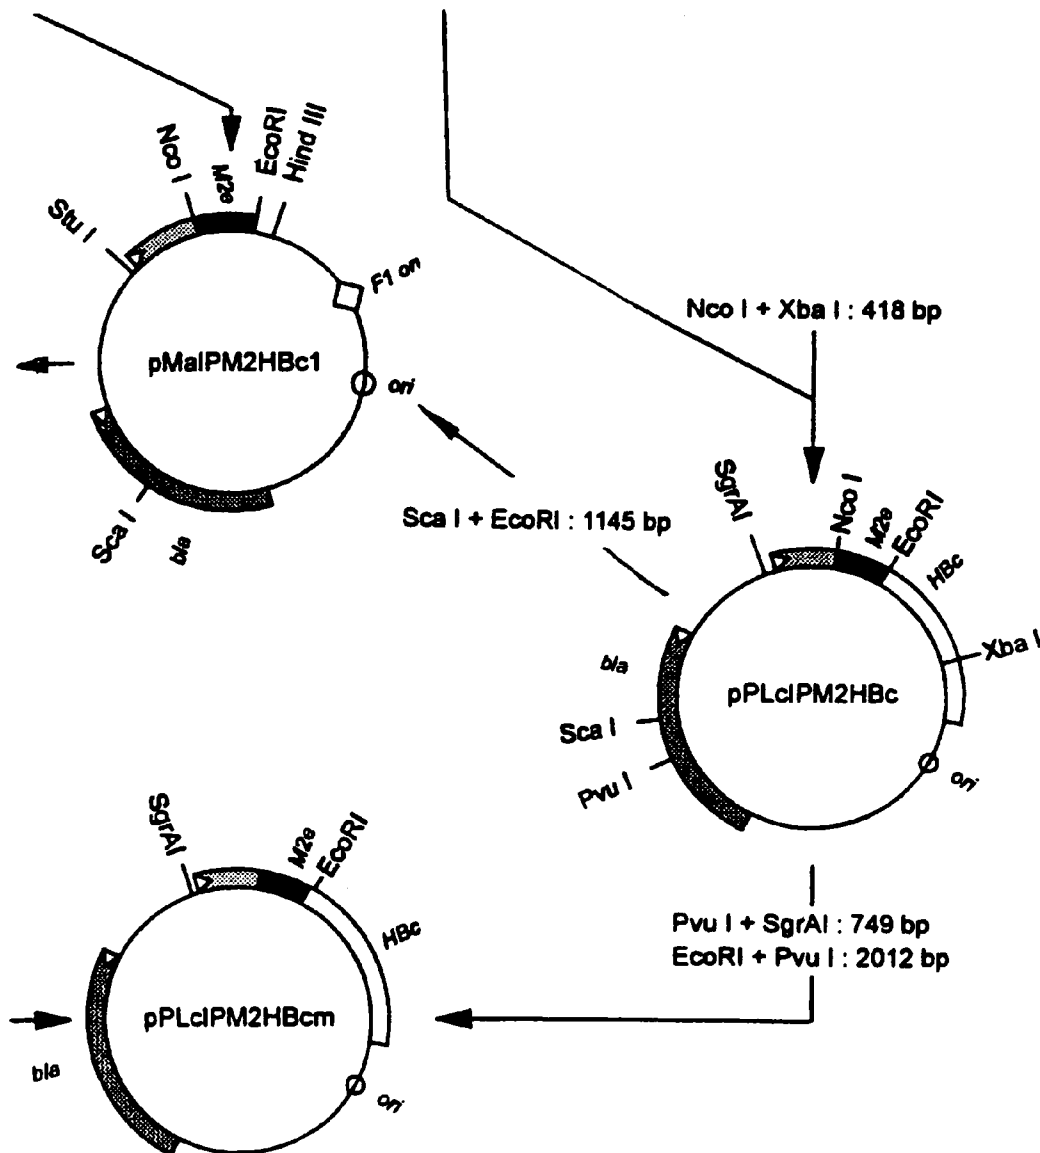 Nco I
M2e
EcoRI
Hind III
Stu I
F1 ori
pMaIPM2HBc1
ori
Sca I
bla
Nco I + Xba I : 418 bp
Sca I + EcoRI : 1145 bp
SgrAI
Nco I
M2e
EcoRI
HBc
Xba I
bla
pPLcIPM2HBc
Sca I
Pvu I
ori
SgrAI
M2e
EcoRI
HBc
Pvu I + SgrAI : 749 bp
EcoRI + Pvu I : 2012 bp
pPLcIPM2HBcm
bla
ori